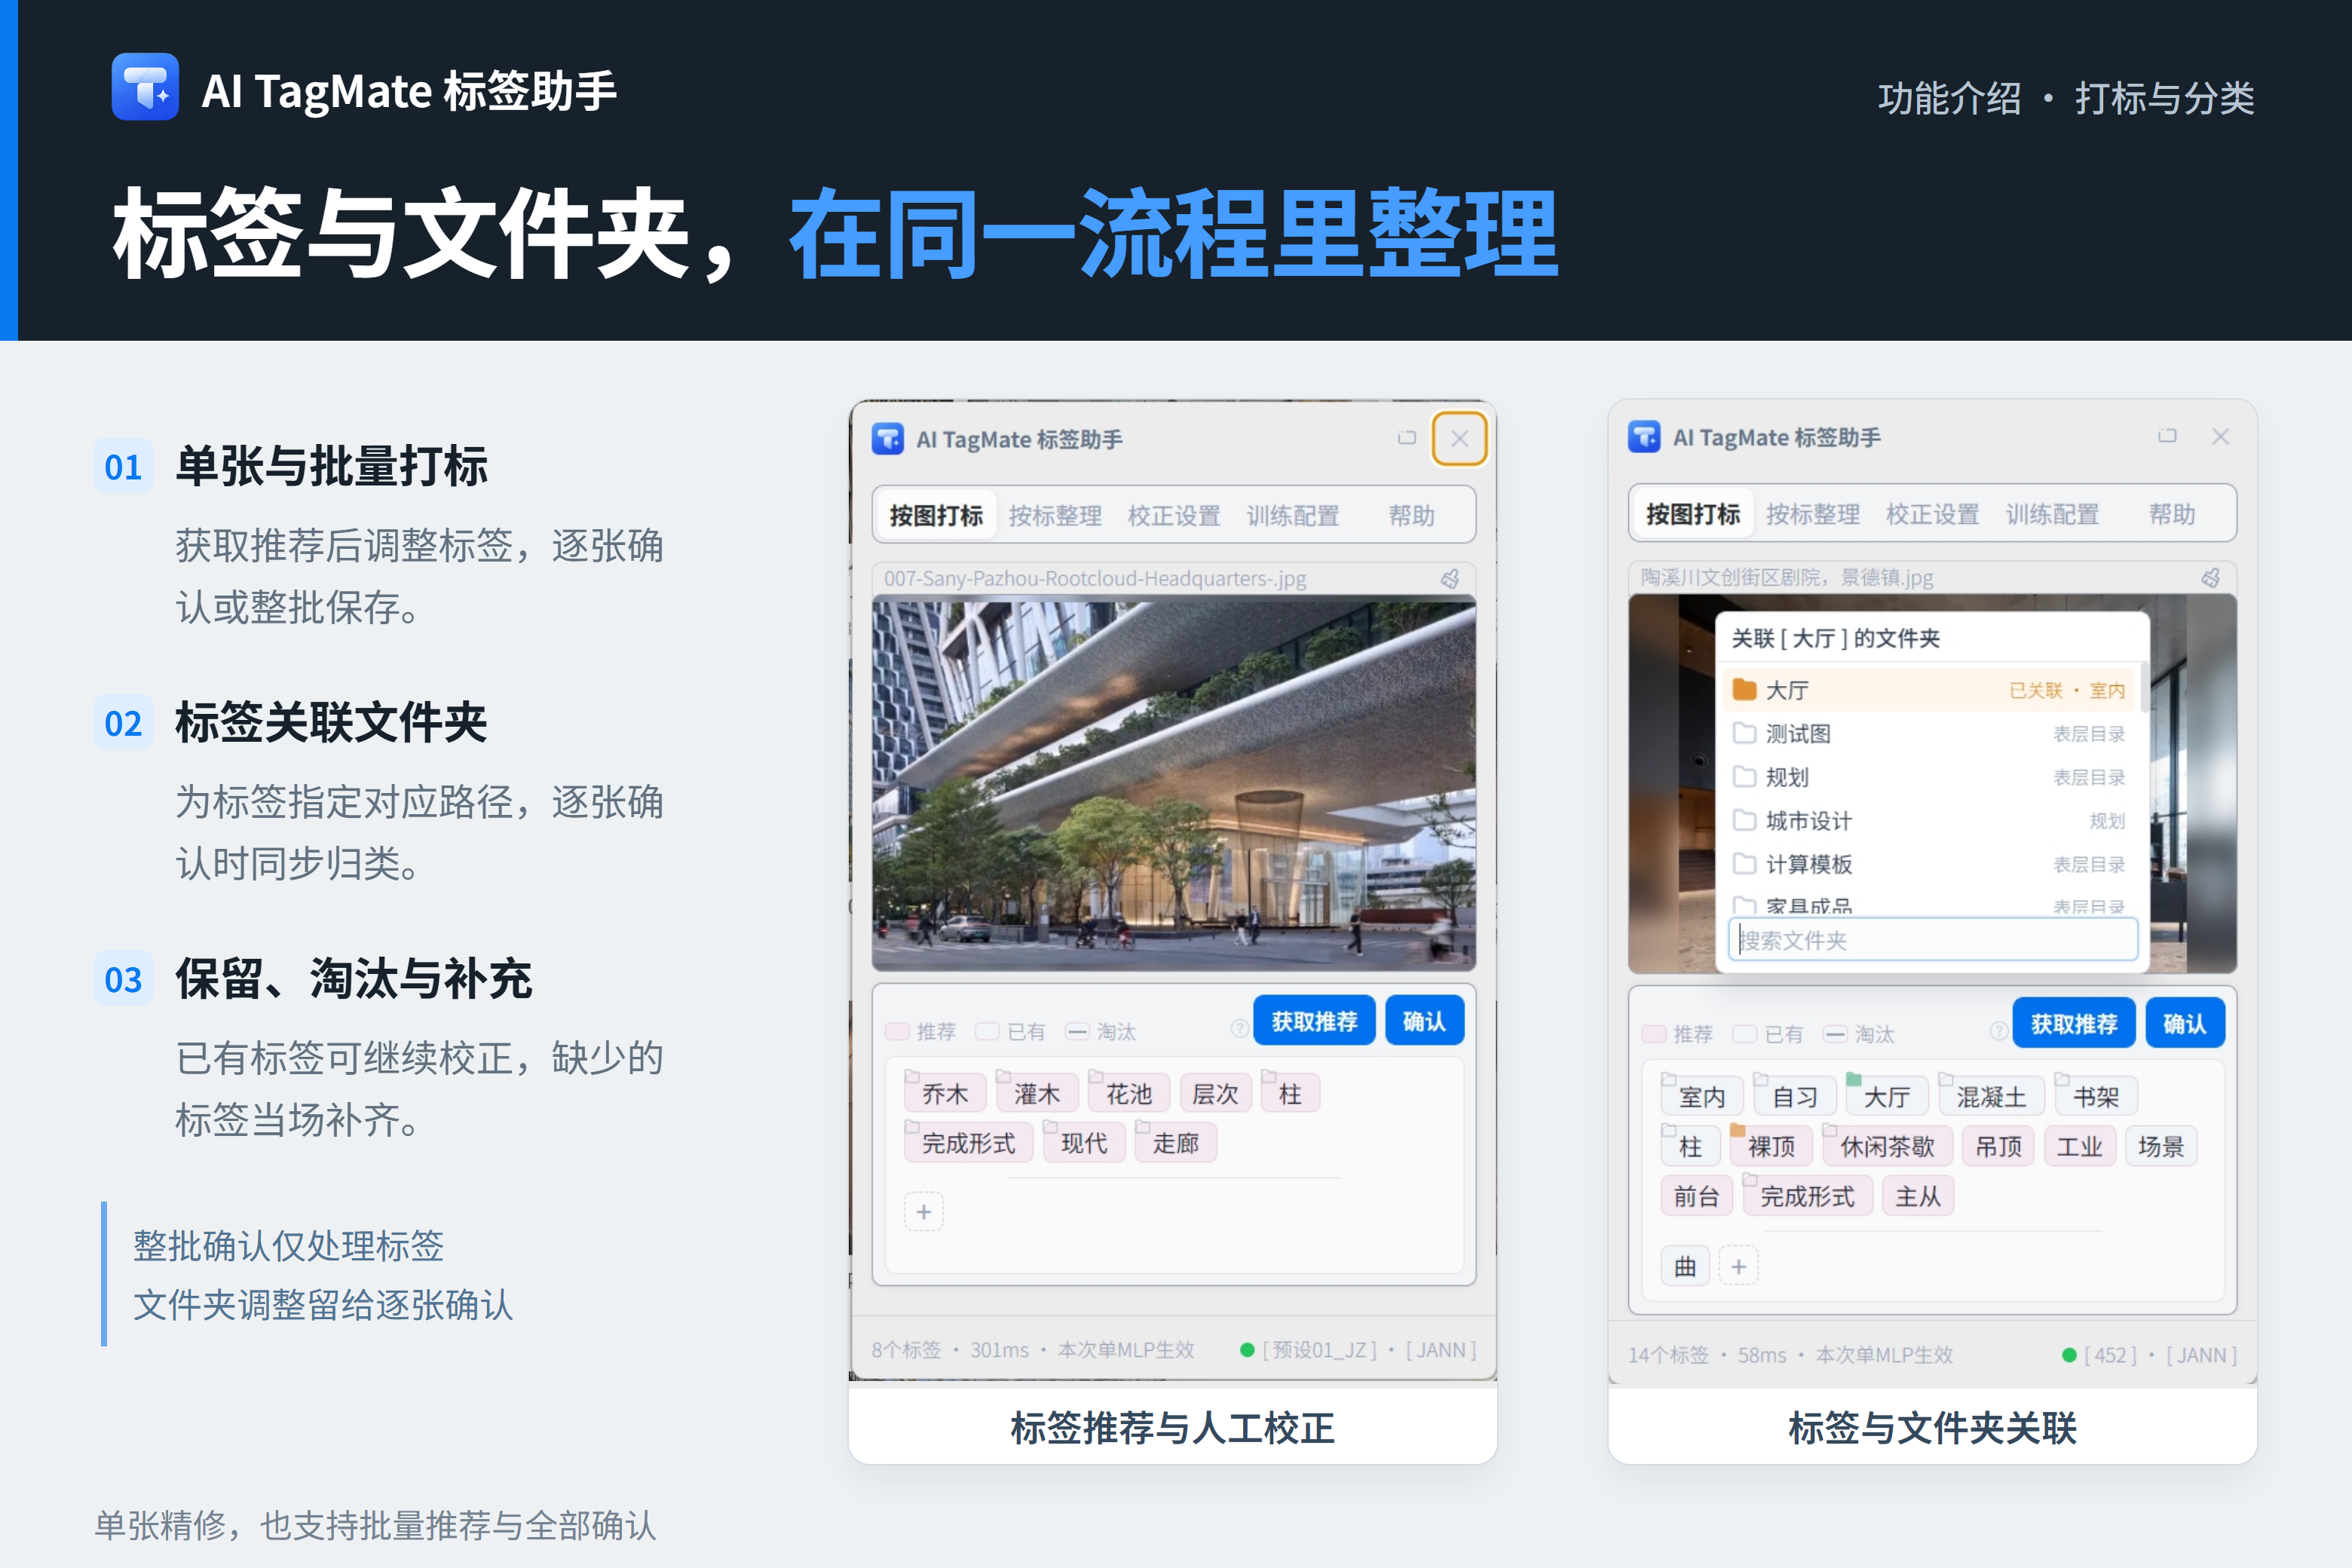 AI TagMate 标签助手
功能介绍 · 打标与分类
标签与文件夹，在同一流程里整理
01 单张与批量打标
获取推荐后调整标签，逐张确
认或整批保存。
02 标签关联文件夹
为标签指定对应路径，逐张确
认时同步归类。
03 保留、淘汰与补充
已有标签可继续校正，缺少的
标签当场补齐。
整批确认仅处理标签
文件夹调整留给逐张确认
单张精修，也支持批量推荐与全部确认
AI TagMate 标签助手
按图打标 按标整理 校正设置 训练配置 帮助
007-Sany-Pazhou-Rootcloud-Headquarters-.jpg
推荐 已有 淘汰 ? 获取推荐 确认
乔木 灌木 花池 层次 柱
完成形式 现代 走廊
+
8个标签 · 301ms · 本次单MLP生效 [ 预设01_JZ ] · [ JANN ]
标签推荐与人工校正
AI TagMate 标签助手
按图打标 按标整理 校正设置 训练配置 帮助
陶溪川文创街区剧院，景德镇.jpg
关联 [ 大厅 ] 的文件夹
大厅 已关联 · 室内
测试图 表层目录
规划 表层目录
城市设计 规划
计算模板 表层目录
家具成品 表层目录
搜索文件夹
推荐 已有 淘汰 ? 获取推荐 确认
室内 自习 大厅 混凝土 书架
柱 裸顶 休闲茶歇 吊顶 工业 场景
前台 完成形式 主从
曲 +
14个标签 · 58ms · 本次单MLP生效 [ 452 ] · [ JANN ]
标签与文件夹关联